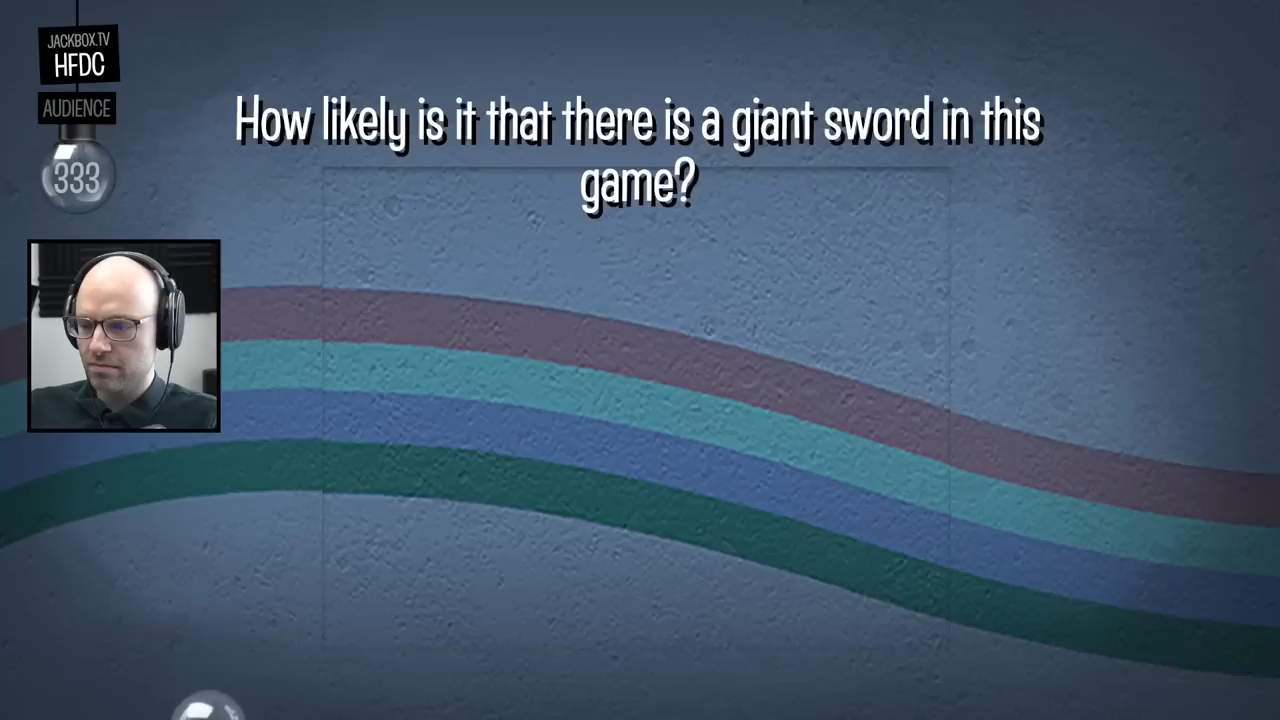 JACKBOX.TV
HFDC
AUDIENCE
333
How likely is it that there is a giant sword in this
game?